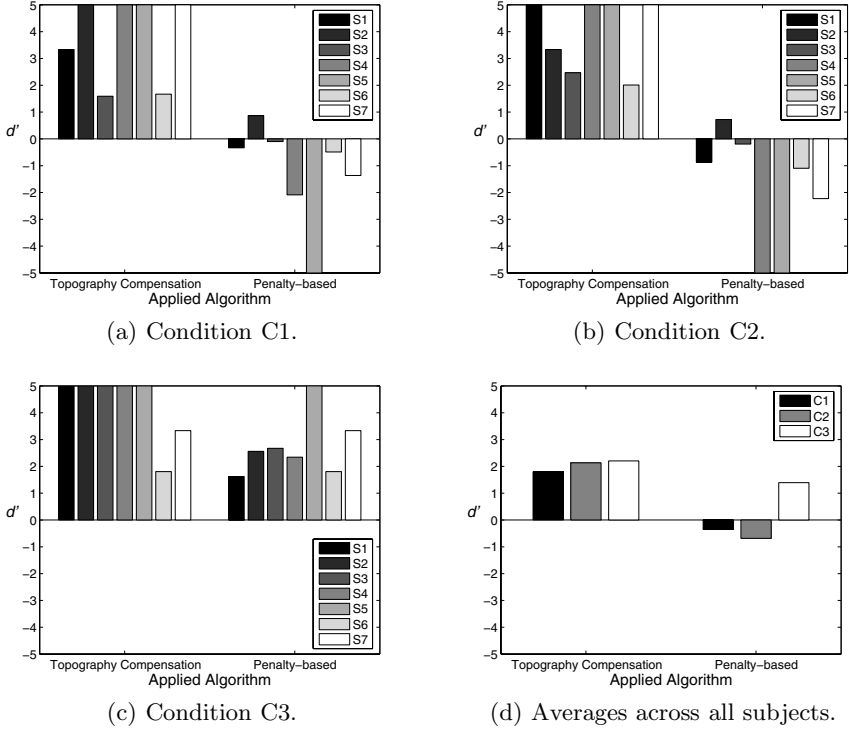 5
4
3
2
1
0
−1
−2
−3
−4
−5
d'
S1
S2
S3
S4
S5
S6
S7
Topography Compensation Penalty−based
Applied Algorithm
(a) Condition C1.
5
4
3
2
1
0
−1
−2
−3
−4
−5
d'
S1
S2
S3
S4
S5
S6
S7
Topography Compensation Penalty−based
Applied Algorithm
(b) Condition C2.
5
4
3
2
1
0
−1
−2
−3
−4
5
d'
S1
S2
S3
S4
S5
S6
S7
Topography Compensation Penalty−based
Applied Algorithm
(c) Condition C3.
5
4
3
2
1
0
−1
−2
−3
−4
5
d'
C1
C2
C3
Topography Compensation Penalty−based
Applied Algorithm
(d) Averages across all subjects.